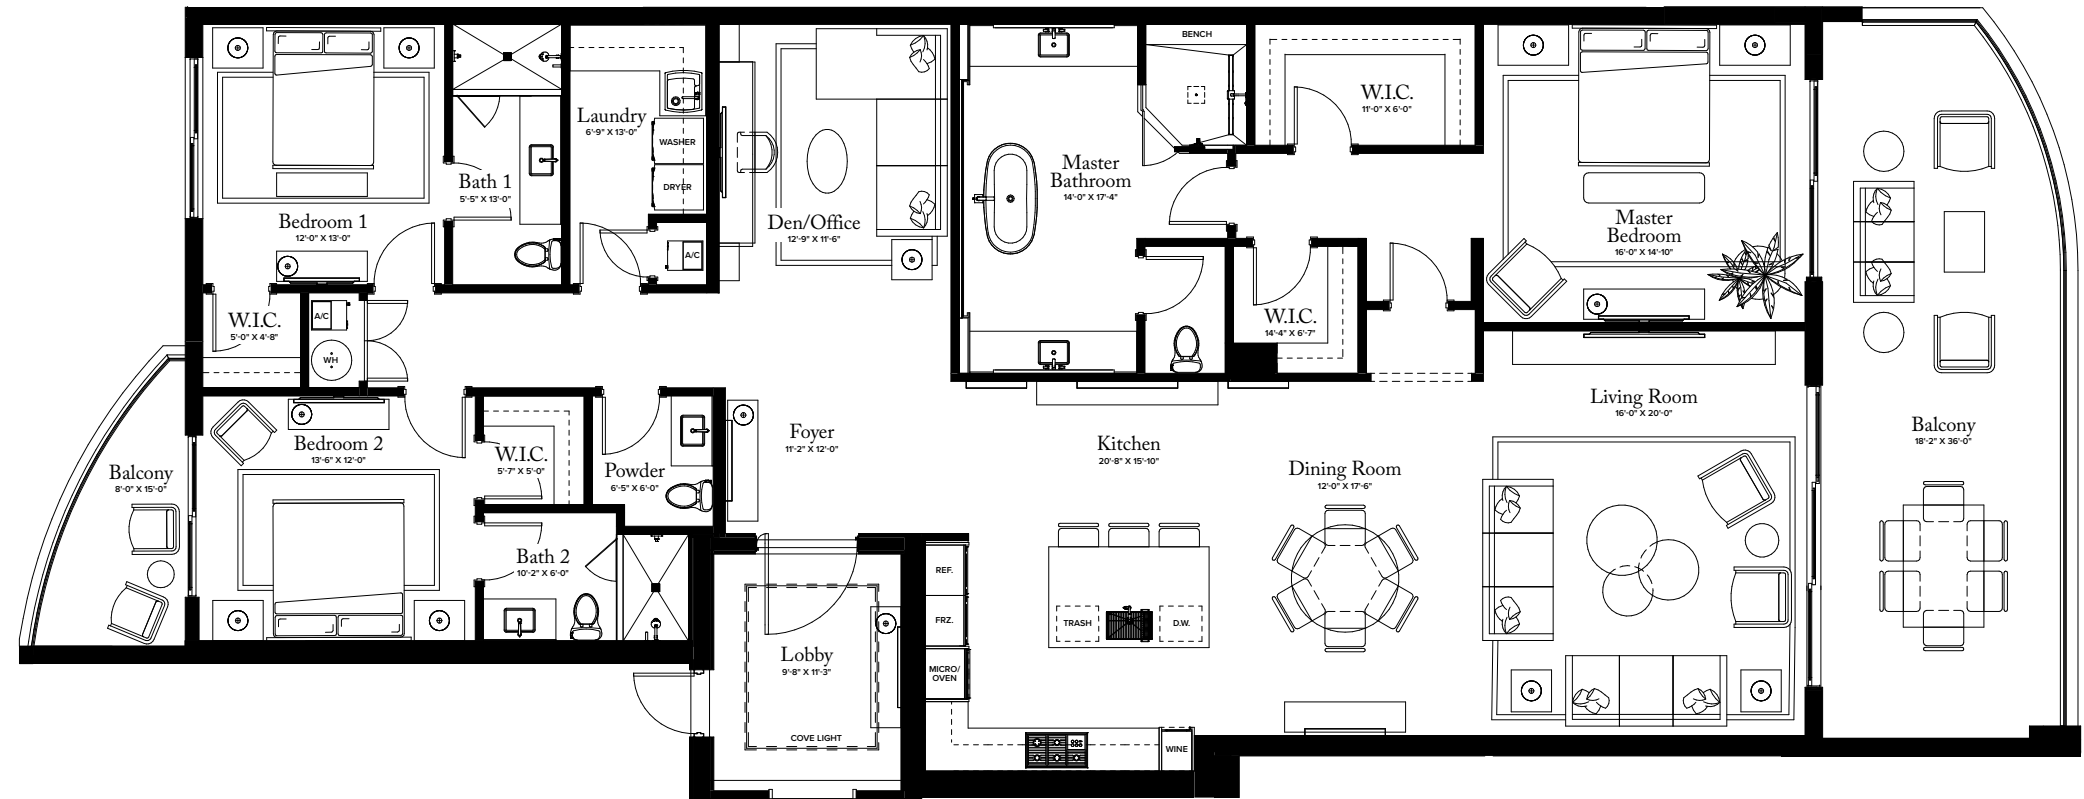 BENCH
W.I.C.
11'-0" X 6'-0"
Laundry
6'-9" X 13'-0"
WASHER
DRYER
A/C
Bath 1
5'-5" X 13'-0"
Bedroom 1
12'-0" X 13'-0"
Den/Office
12'-9" X 11'-6"
Master
Bathroom
14'-0" X 17'-4"
Master
Bedroom
16'-0" X 14'-10"
W.I.C.
5'-0" X 4'-8"
A/C
WH
W.I.C.
14'-4" X 6'-7"
Living Room
16'-0" X 20'-0"
Balcony
18'-2" X 36'-0"
Balcony
8'-0" X 15'-0"
Bedroom 2
13'-6" X 12'-0"
W.I.C.
5'-7" X 5'-0"
Powder
6'-5" X 6'-0"
Foyer
11'-2" X 12'-0"
Kitchen
20'-8" X 15'-10"
Dining Room
12'-0" X 17'-6"
Bath 2
10'-2" X 6'-0"
REF.
FRZ.
MICRO/
OVEN
TRASH
D.W.
Lobby
9'-8" X 11'-3"
COVE LIGHT
WINE